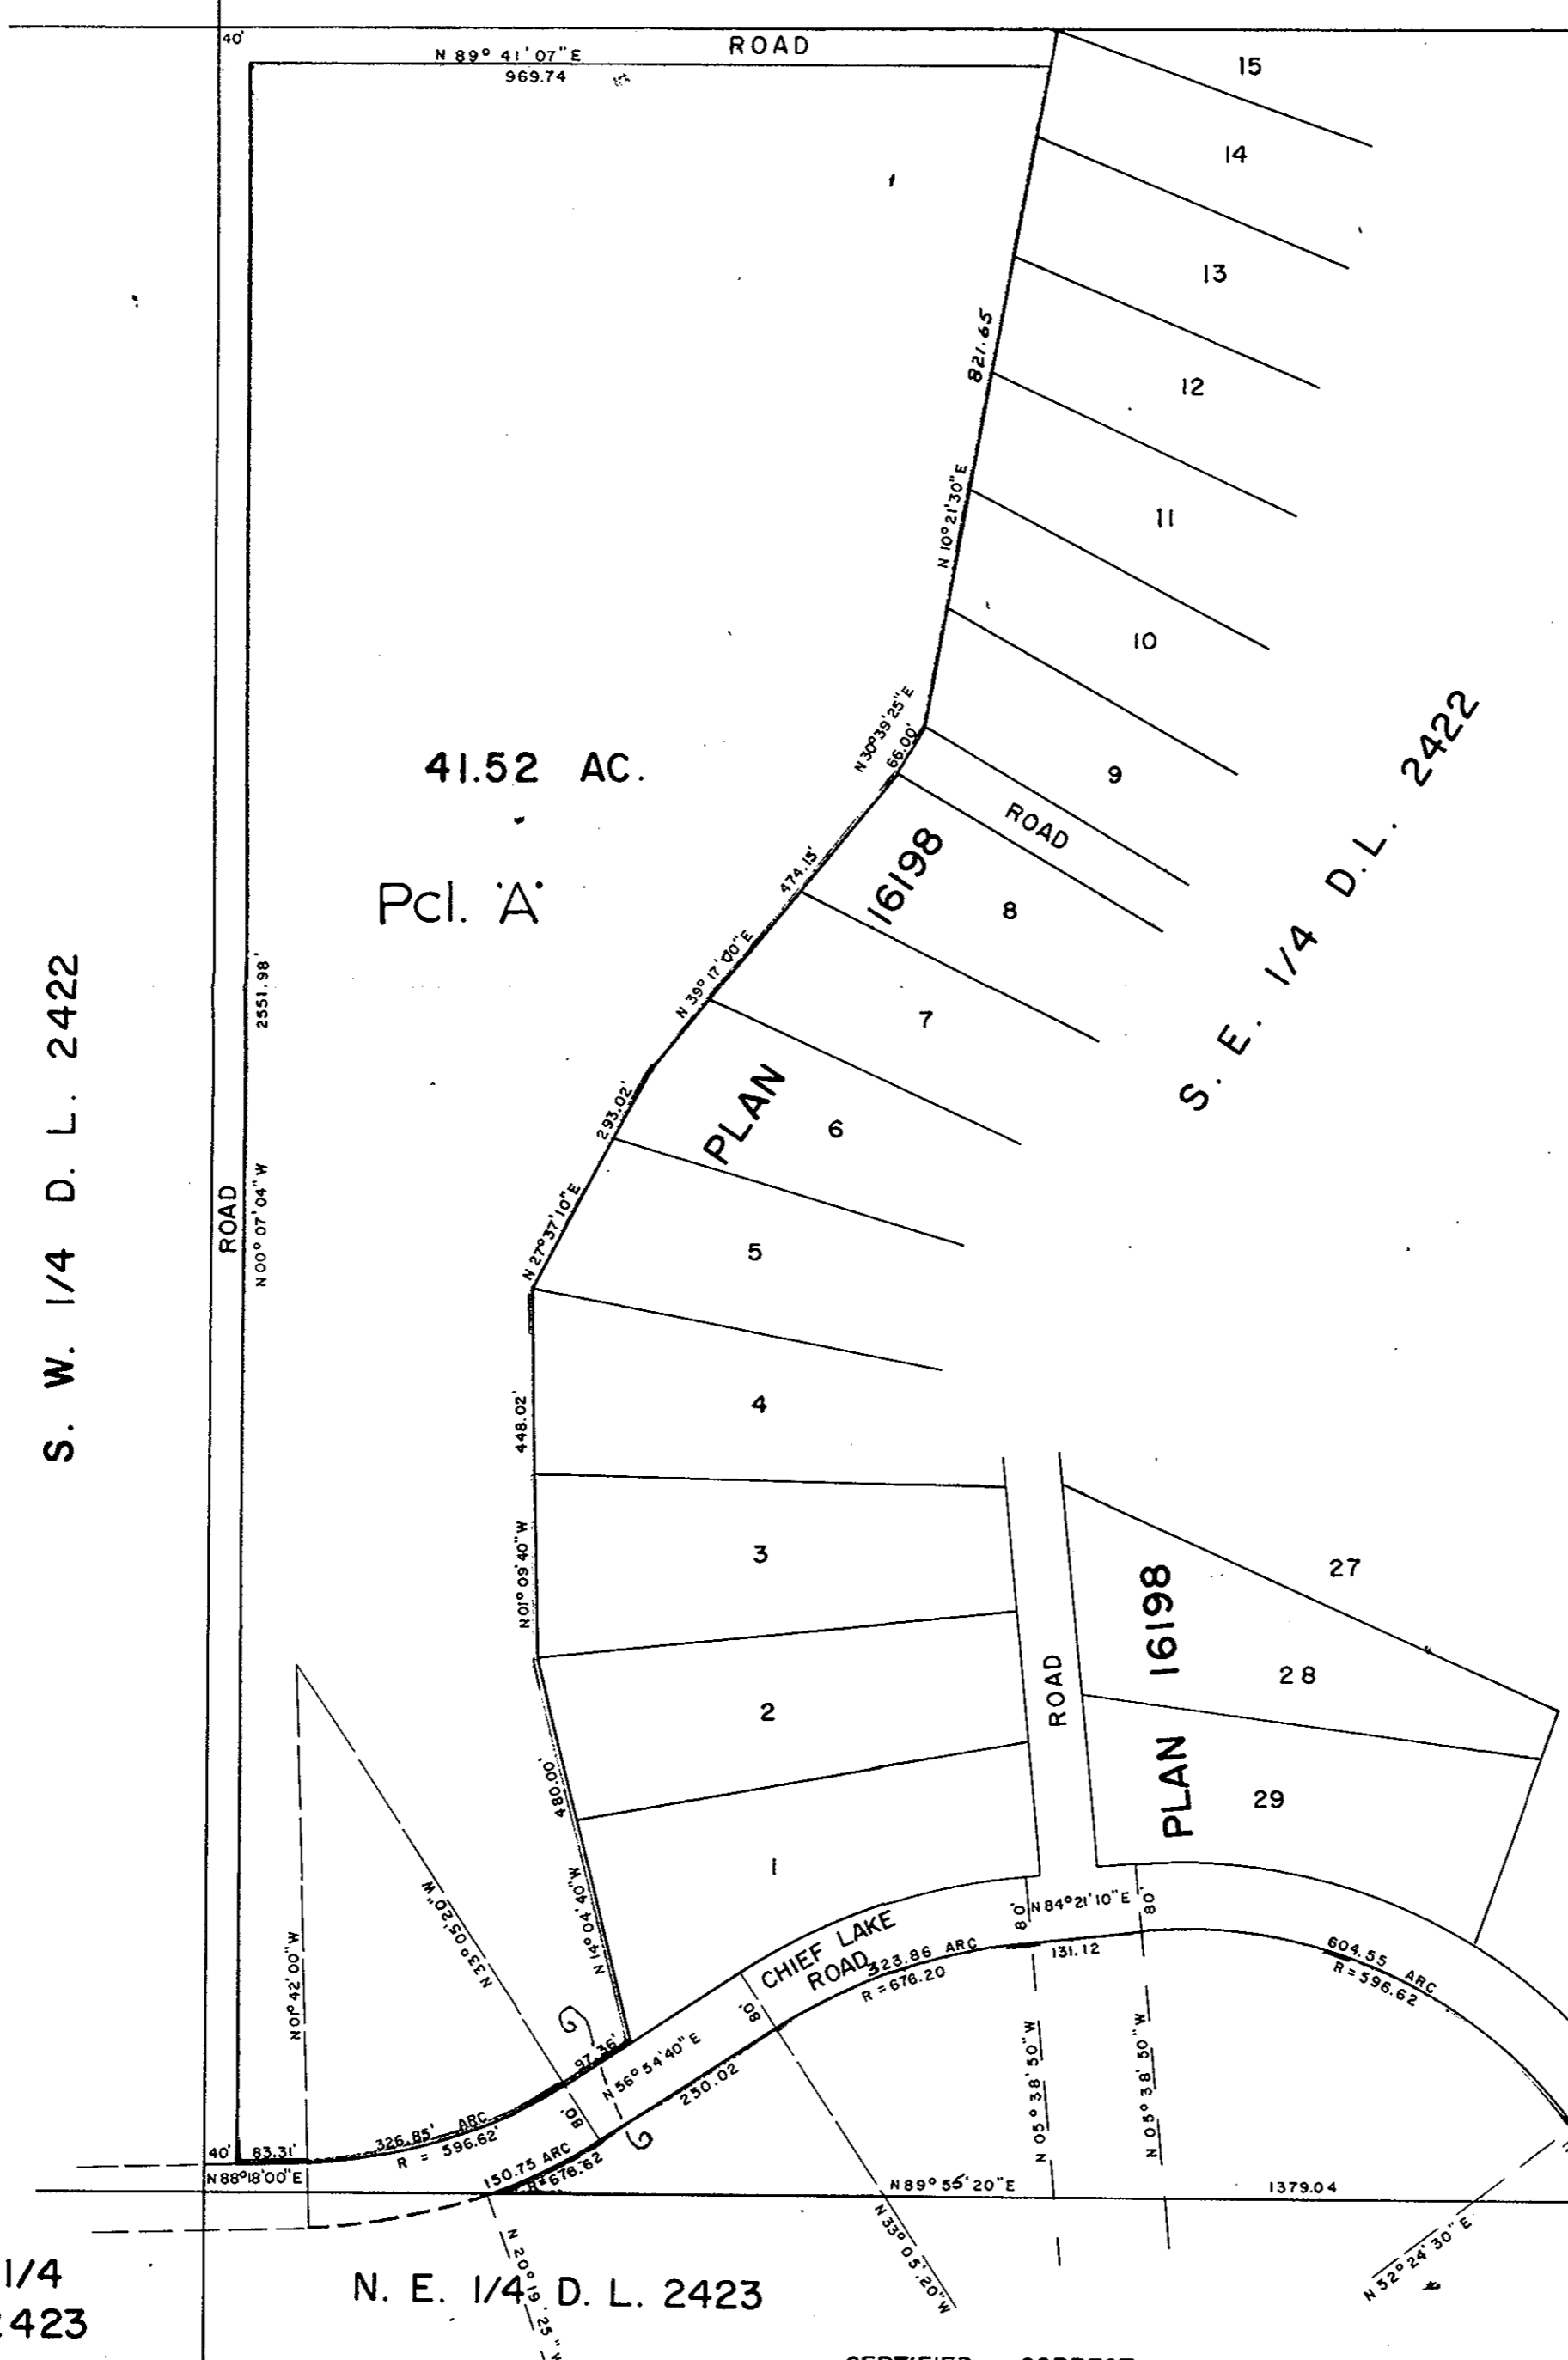 40'
ROAD
N 89° 41' 07" E
969.74
15
14
13
12
11
10
9
821.65
N 10° 21' 30" E
N 30° 39' 25" E
66.00'
ROAD
41.52 AC.
Pcl. 'A'
474.15'
N 39° 17' 00" E
PLAN 16198
8
7
6
5
4
3
2
1
S. E. 1/4 D. L. 2422
S. W. 1/4 D. L. 2422
2551.98'
N 00° 07' 04" W
ROAD
293.02'
N 27° 37' 10" E
448.02'
N 01° 09' 40" W
480.00'
N 14° 04' 40" W
ROAD
PLAN 16198
27
28
29
N 01° 42' 00" W
N 33° 05' 20" W
97.36'
N 56° 54' 40" E
250.02
CHIEF LAKE
ROAD
80'
80'
323.86 ARC
R = 676.20
80'
N 84° 21' 10" E
80'
131.12
604.55 ARC
R = 596.62
N 05° 38' 50" W
N 05° 38' 50" W
40'
83.31'
N 88° 18' 00" E
326.85' ARC
R = 596.62'
150.75 ARC
R = 676.62
N 89° 55' 20" E
1379.04
N 20° 19' 25" W
N 33° 05' 20" W
N 52° 24' 30" E
1/4
2423
N. E. 1/4 D. L. 2423